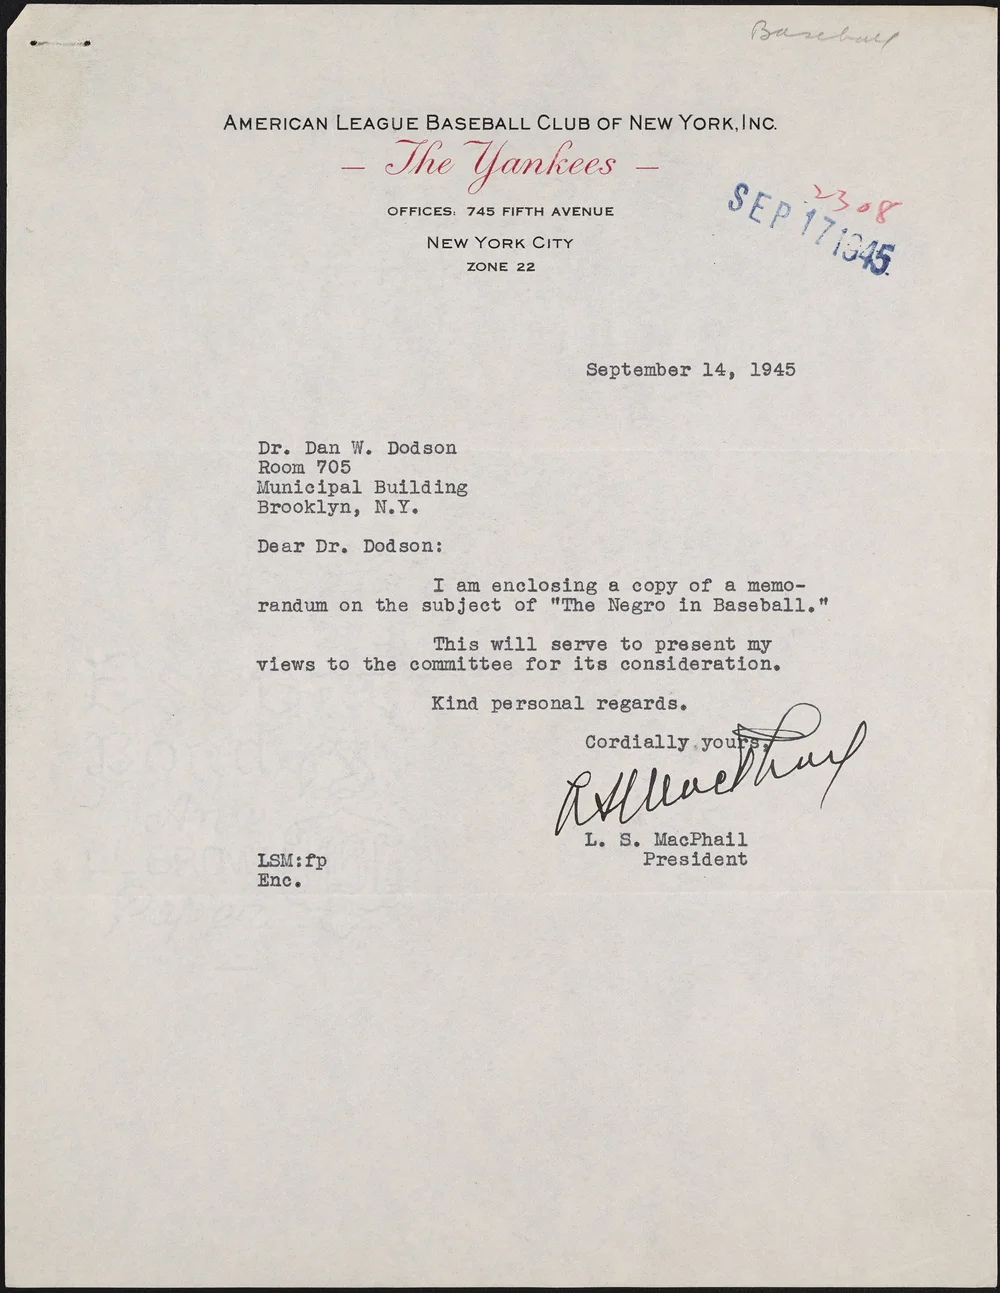 Baseball
AMERICAN LEAGUE BASEBALL CLUB OF NEW YORK, INC.
— The Yankees —
OFFICES: 745 FIFTH AVENUE
NEW YORK CITY
ZONE 22
2308
SEP 17 1945
September 14, 1945
Dr. Dan W. Dodson
Room 705
Municipal Building
Brooklyn, N.Y.
Dear Dr. Dodson:
I am enclosing a copy of a memo-
randum on the subject of "The Negro in Baseball."
This will serve to present my
views to the committee for its consideration.
Kind personal regards.
Cordially yours,
L. S. MacPhail
President
LSM:fp
Enc.